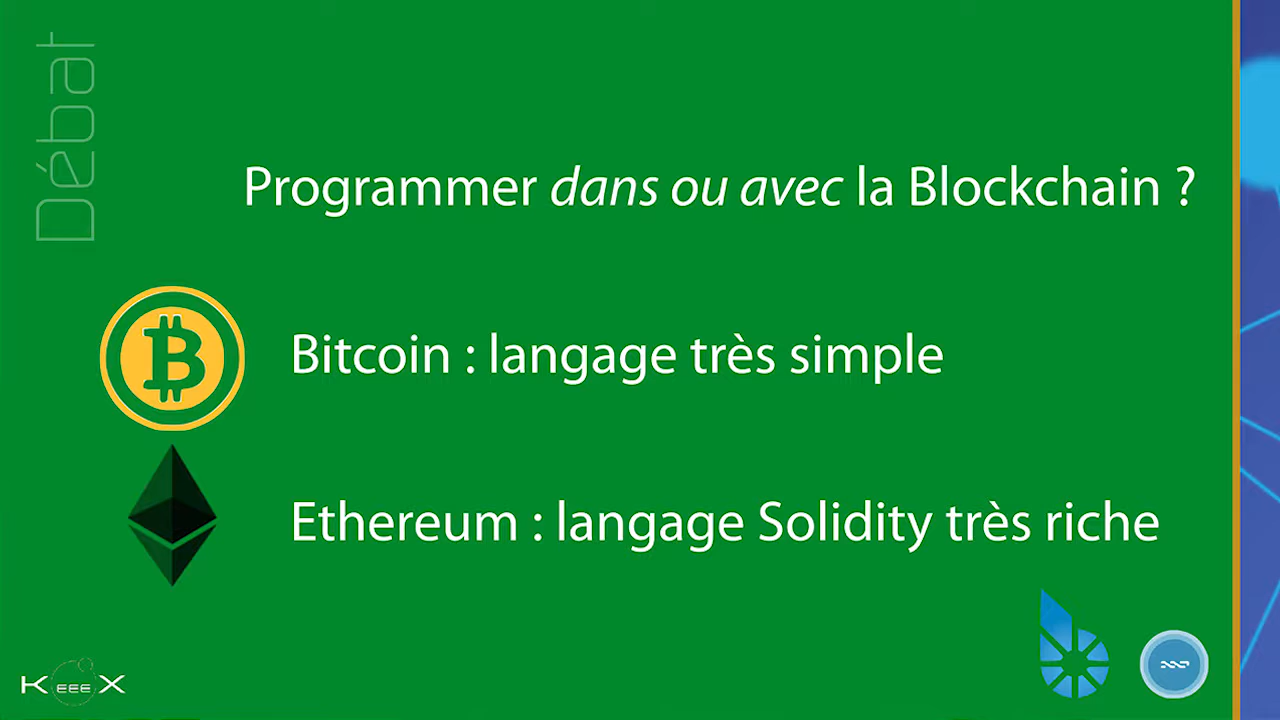 Débat
Programmer dans ou avec la Blockchain ?
Bitcoin : langage très simple
Ethereum : langage Solidity très riche
KeeeX